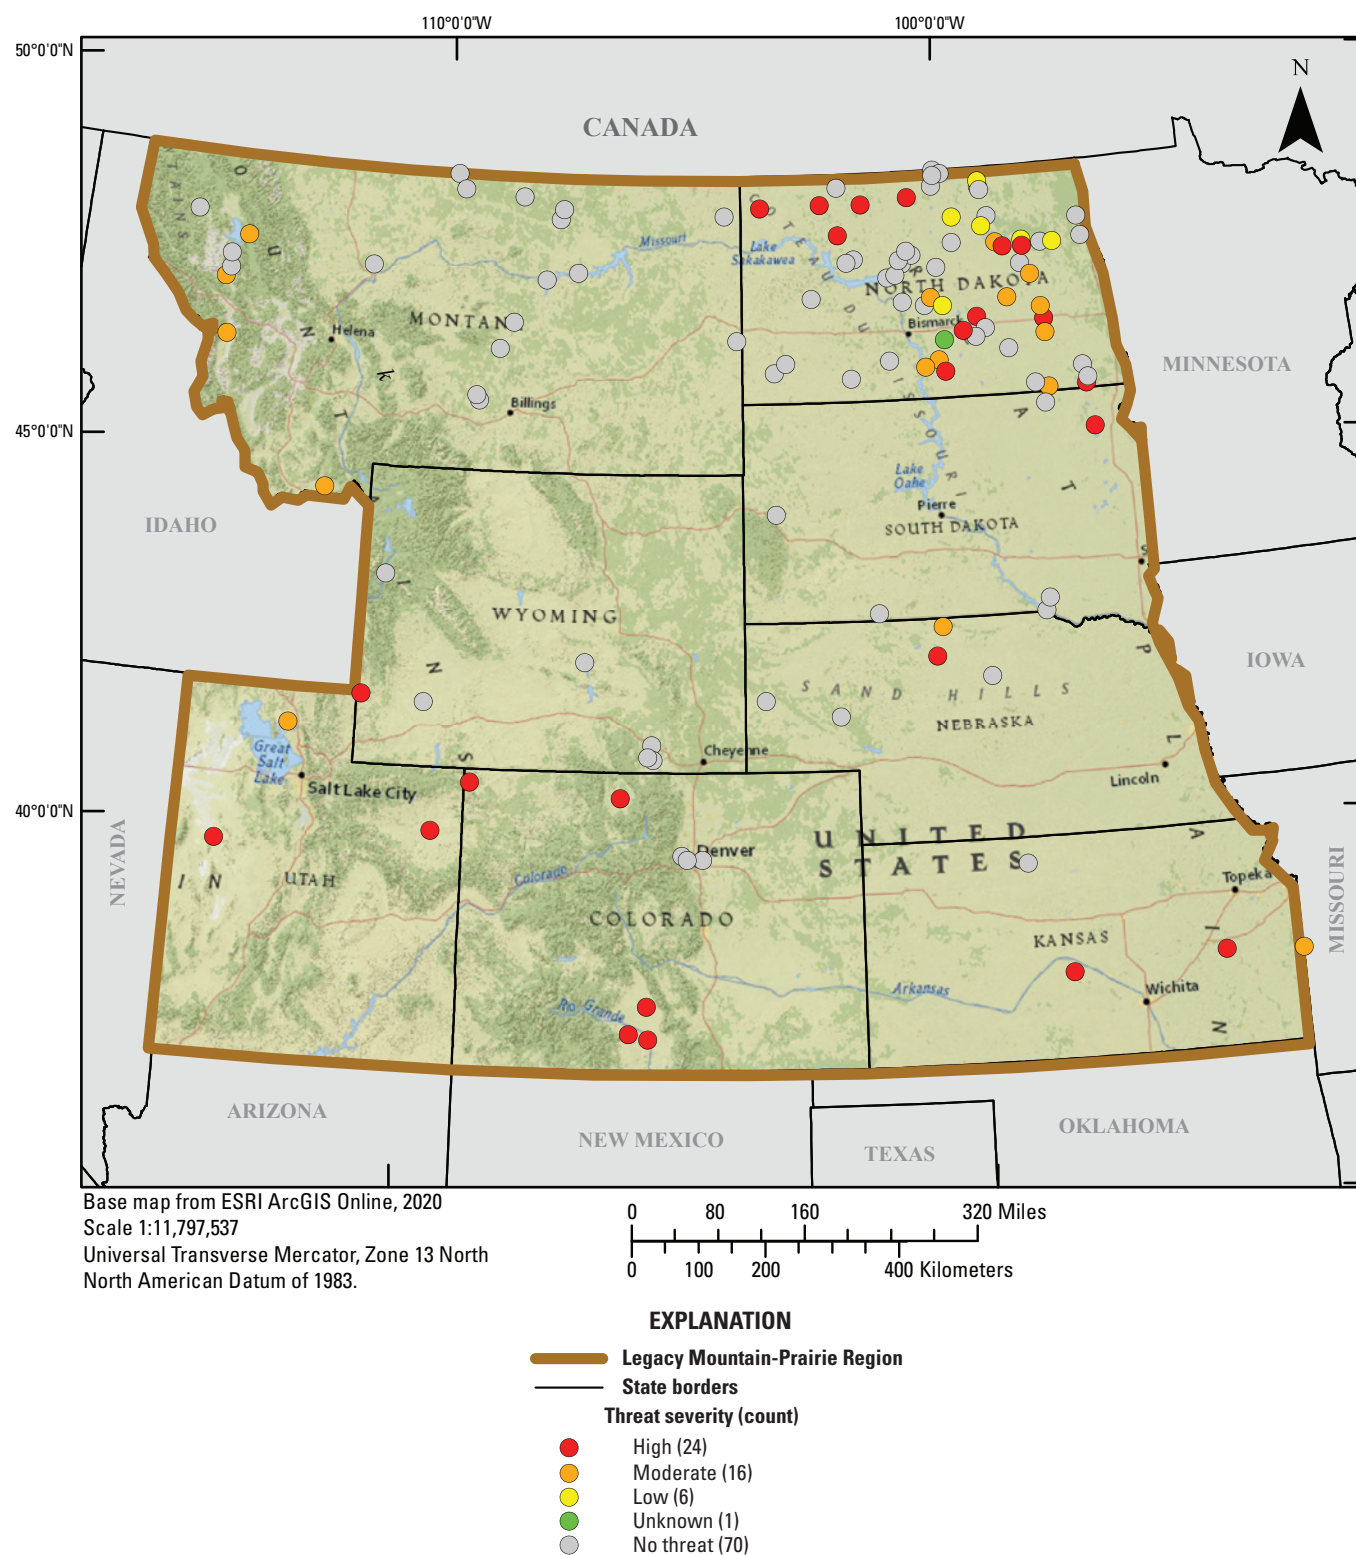 110°0'0"W
100°0'0"W
50°0'0"N
N
CANADA
COTEAU DU
Missouri
Lake
Sakakawea
NORTH DAKOTA
MONTANA
Helena
Bismarck
MINNESOTA
Billings
MISSOURI
45°0'0"N
Lake
Oahe
Pierre
IDAHO
SOUTH DAKOTA
S
WYOMING
IOWA
SAND HILLS
NEBRASKA
Great
Salt
Lake
Cheyenne
Lincoln
Salt Lake City
40°0'0"N
UNITED
STATES
NEVADA
Denver
Colorado
I N
UTAH
Topeka
MISSOURI
COLORADO
KANSAS
Arkansas
Wichita
Rio Grande
PLAIN
ARIZONA
NEW MEXICO
TEXAS
OKLAHOMA
Base map from ESRI ArcGIS Online, 2020
Scale 1:11,797,537
Universal Transverse Mercator, Zone 13 North
North American Datum of 1983.
0 80 160 320 Miles
0 100 200 400 Kilometers
EXPLANATION
Legacy Mountain-Prairie Region
State borders
Threat severity (count)
High (24)
Moderate (16)
Low (6)
Unknown (1)
No threat (70)